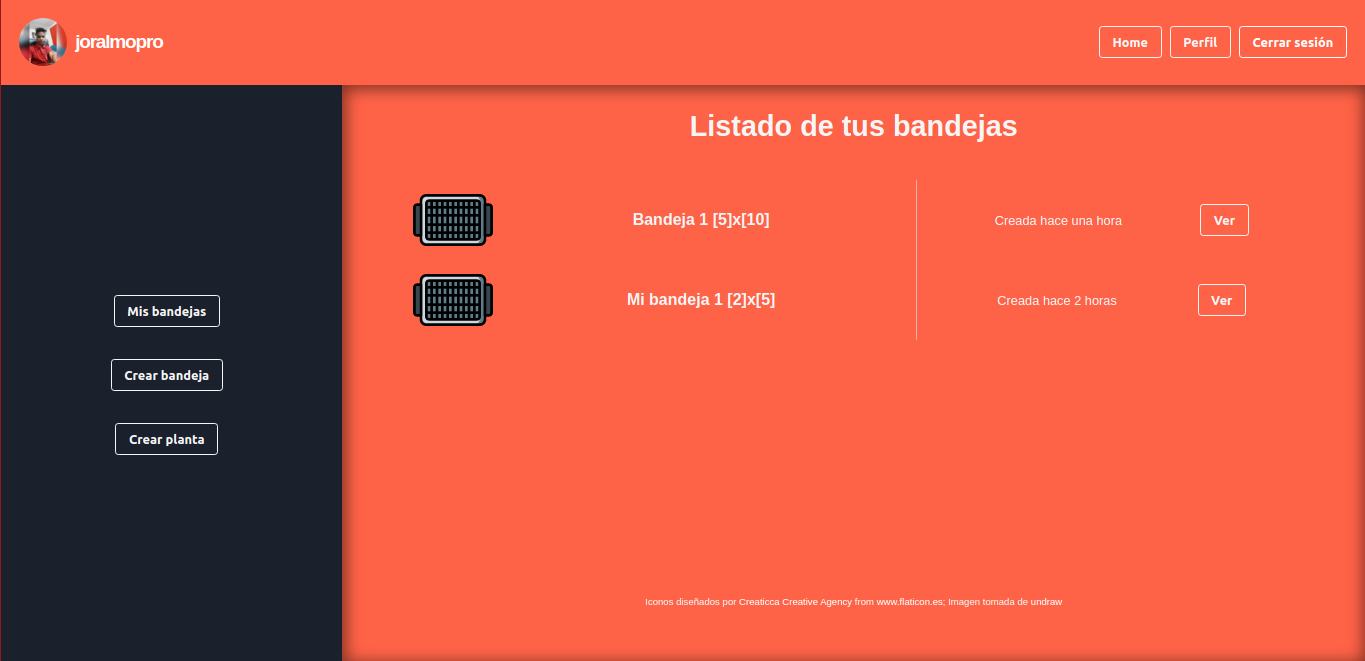 joralmopro
Home
Perfil
Cerrar sesión
Mis bandejas
Crear bandeja
Crear planta
Listado de tus bandejas
Bandeja 1 [5]x[10]
Creada hace una hora
Ver
Mi bandeja 1 [2]x[5]
Creada hace 2 horas
Ver
Iconos diseñados por Creaticca Creative Agency from www.flaticon.es; Imagen tomada de undraw